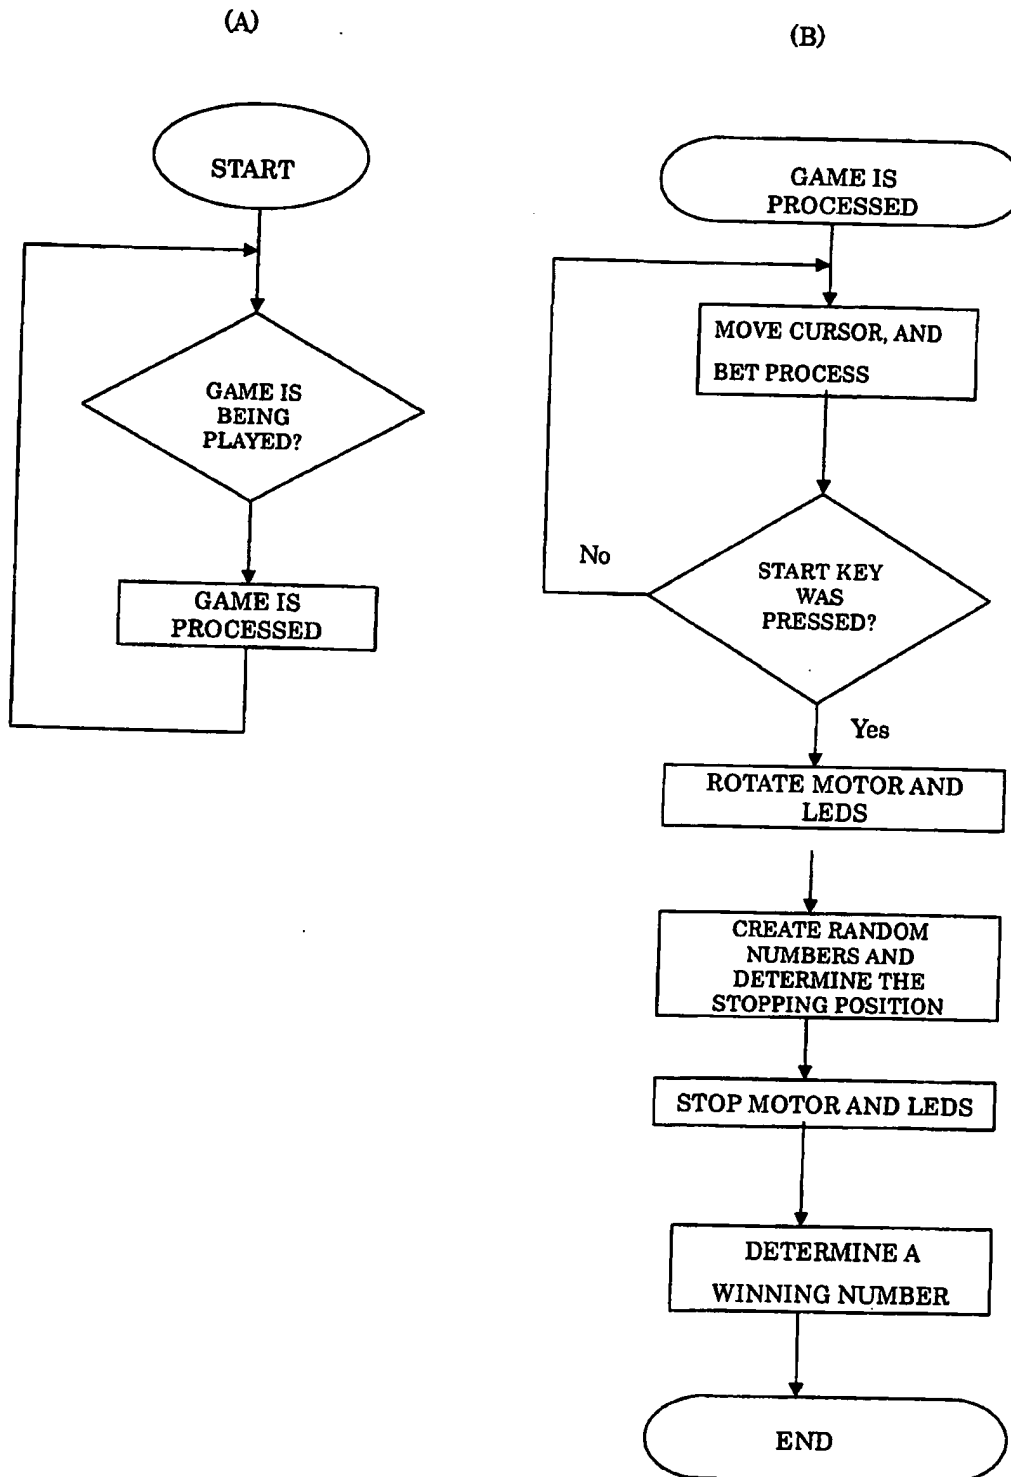 (A)
START
GAME IS
BEING
PLAYED?
GAME IS
PROCESSED
(B)
GAME IS
PROCESSED
MOVE CURSOR, AND
BET PROCESS
No
START KEY
WAS
PRESSED?
Yes
ROTATE MOTOR AND
LEDS
CREATE RANDOM
NUMBERS AND
DETERMINE THE
STOPPING POSITION
STOP MOTOR AND LEDS
DETERMINE A
WINNING NUMBER
END